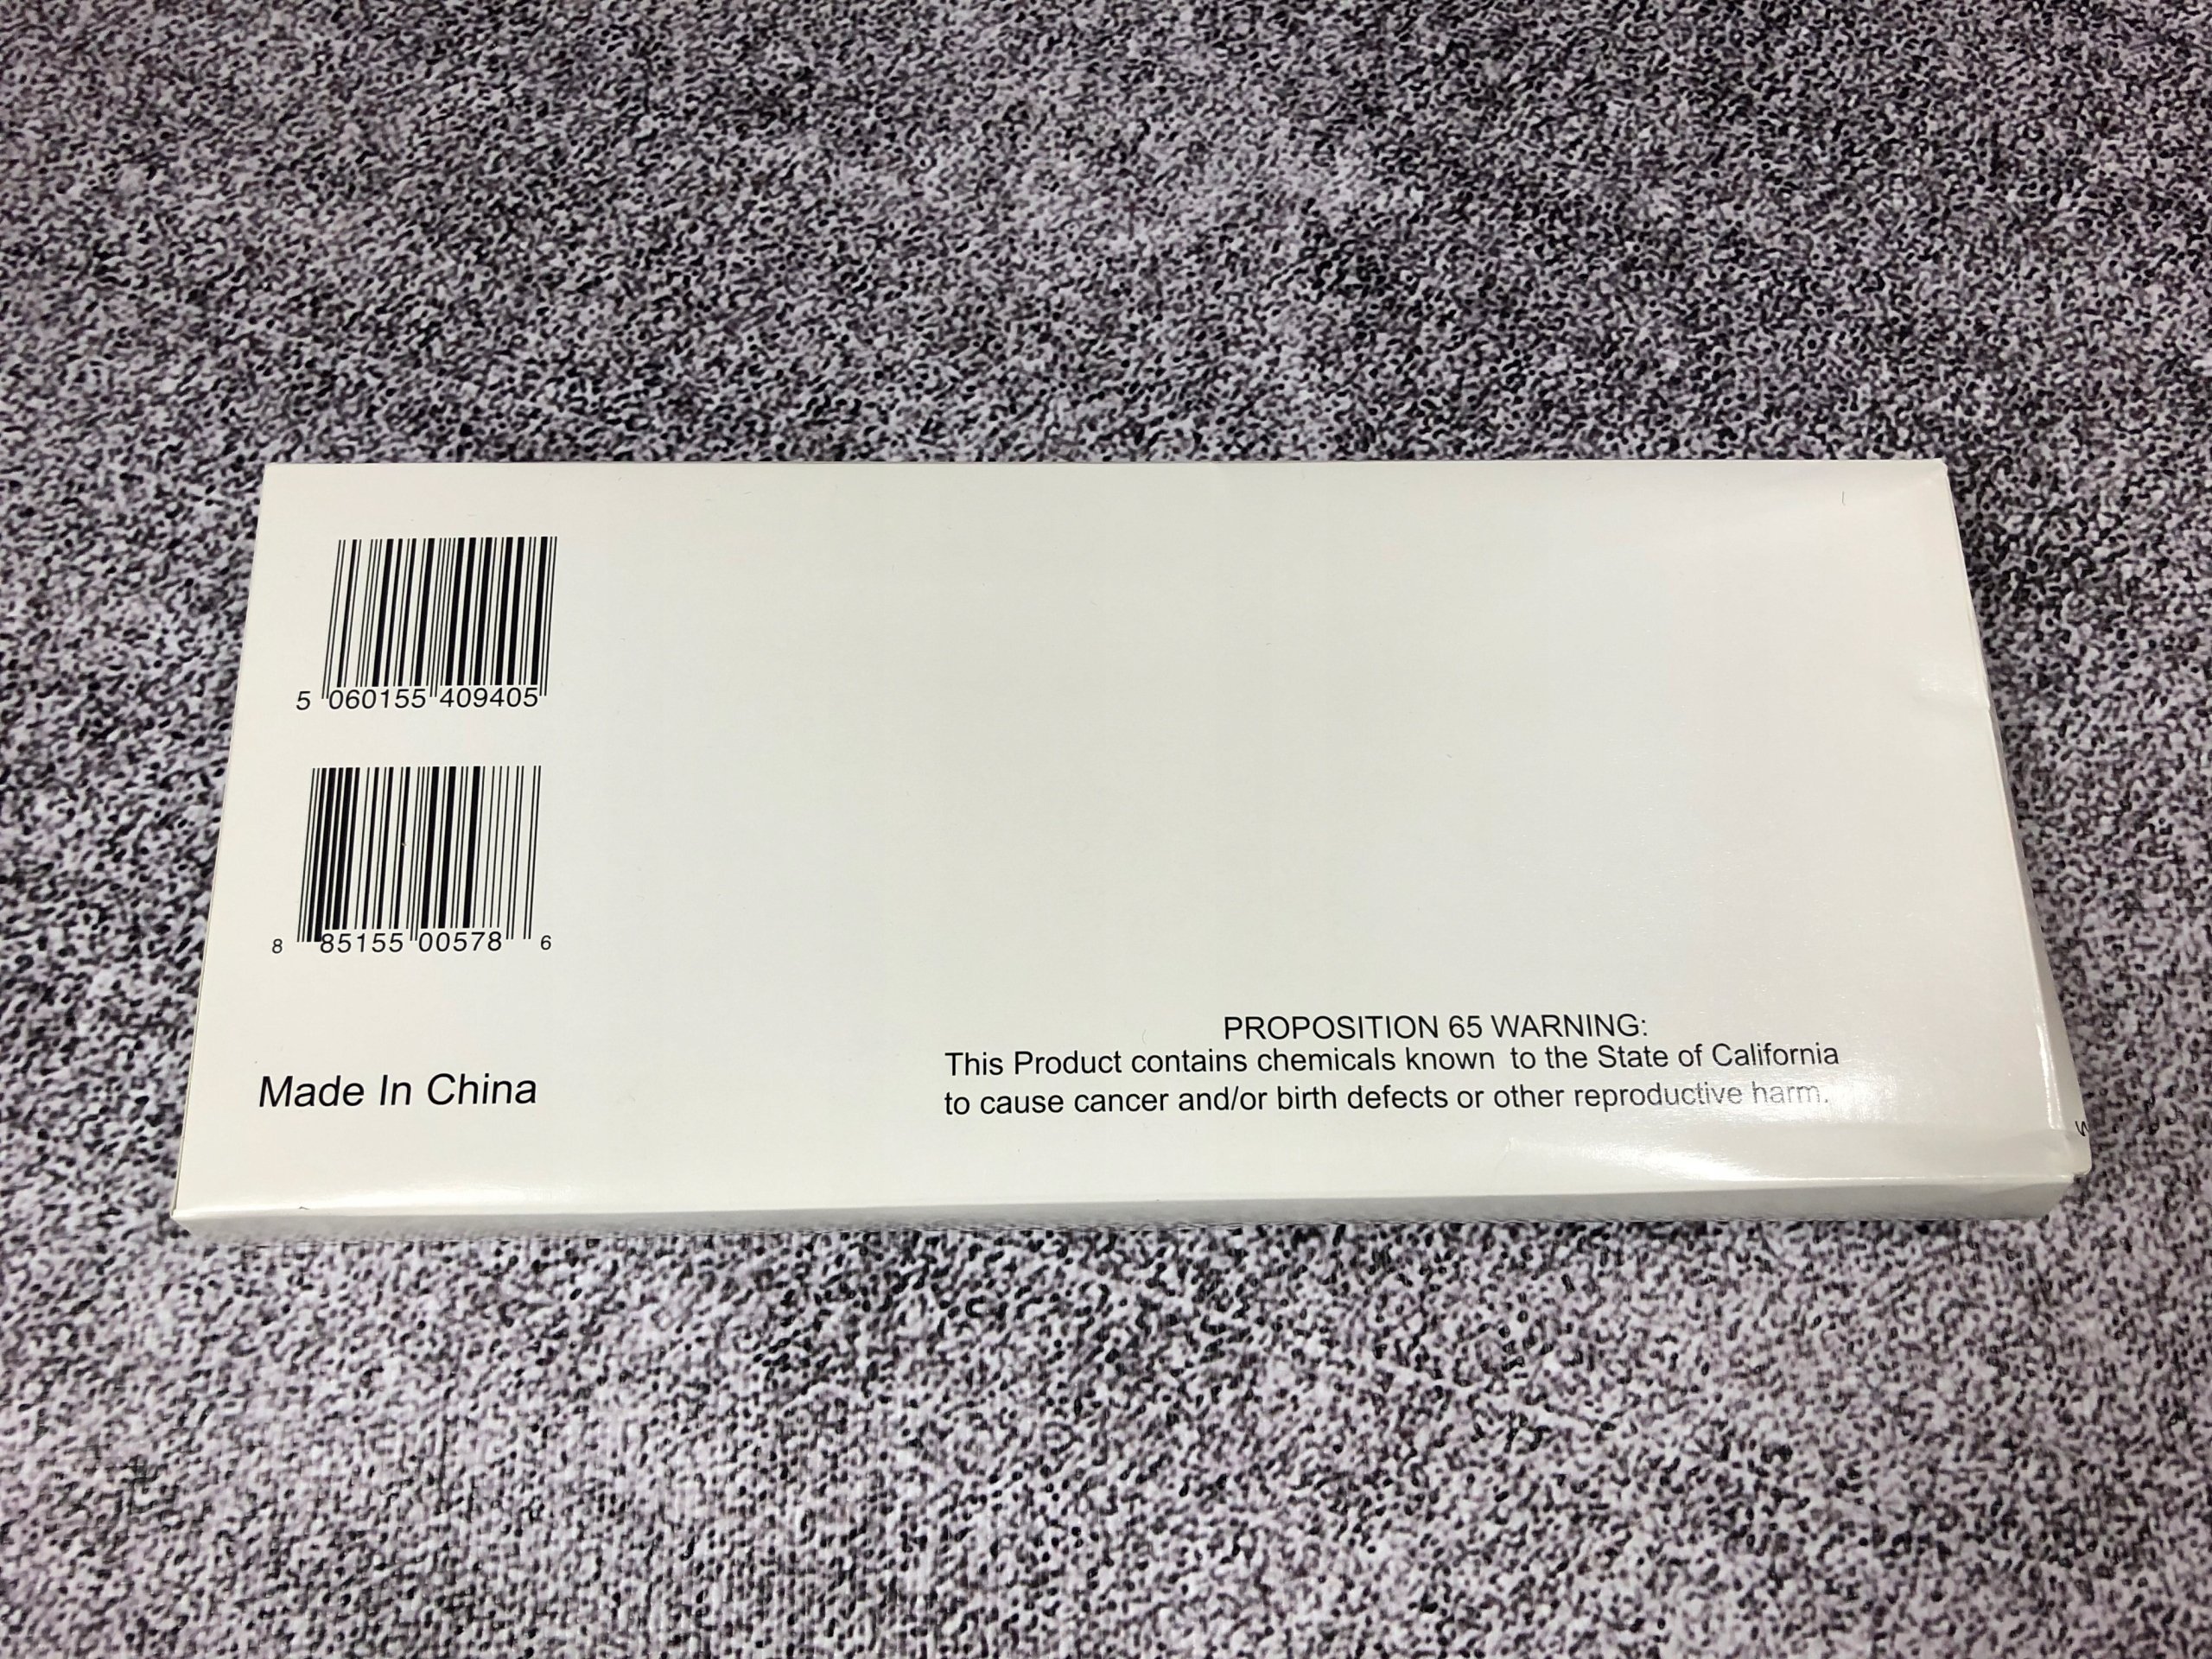 5 060155 409405
8 85155 00578 6
Made In China
PROPOSITION 65 WARNING:
This Product contains chemicals known to the State of California
to cause cancer and/or birth defects or other reproductive harm.